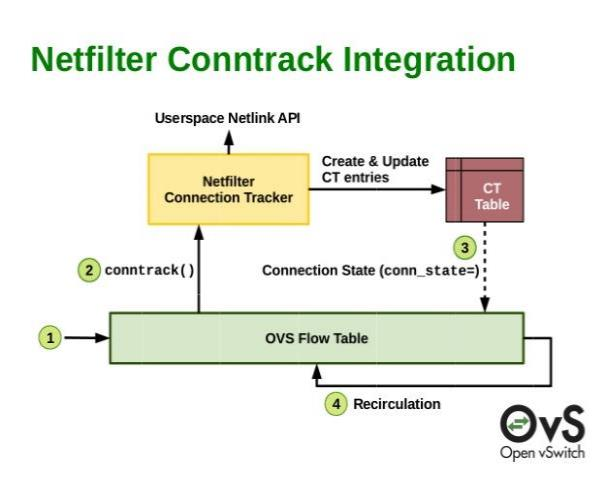 Netfilter Conntrack Integration
Userspace Netlink API
Netfilter
Connection Tracker
Create & Update
CT entries
CT
Table
3
2 conntrack()
Connection State (conn_state=)
1
OVS Flow Table
4 Recirculation
OvS
Open vSwitch